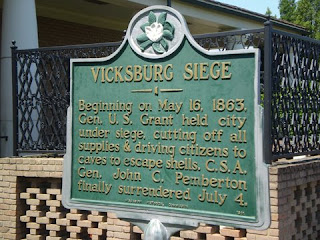 VICKSBURG SIEGE
Beginning on May 16, 1863,
Gen. U. S. Grant held city
under siege, cutting off all
supplies & driving citizens to
caves to escape shells. C. S. A.
Gen. John C. Pemberton
finally surrendered July 4.